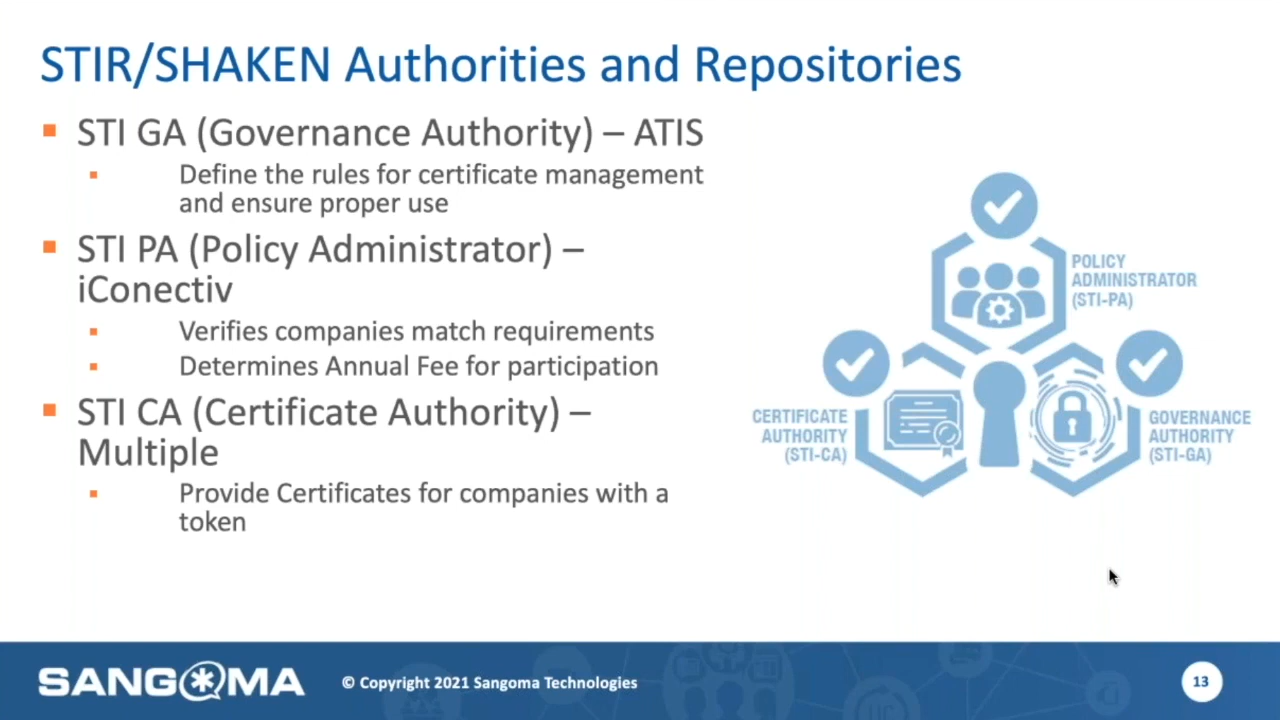 STIR/SHAKEN Authorities and Repositories
STI GA (Governance Authority) – ATIS
Define the rules for certificate management
and ensure proper use
STI PA (Policy Administrator) –
iConectiv
Verifies companies match requirements
Determines Annual Fee for participation
STI CA (Certificate Authority) –
Multiple
Provide Certificates for companies with a
token
POLICY
ADMINISTRATOR
(STI-PA)
CERTIFICATE
AUTHORITY
(STI-CA)
GOVERNANCE
AUTHORITY
(STI-GA)
SANGOMA
© Copyright 2021 Sangoma Technologies
UC
13